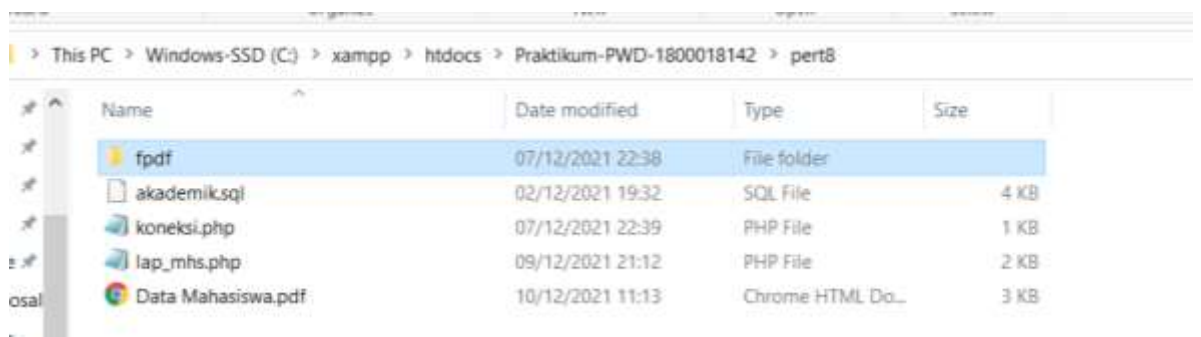 This PC > Windows-SSD (C:) > xampp > htdocs > Praktikum-PWD-1800018142 > pert8
Name Date modified Type Size
fpdf 07/12/2021 22:38 File folder
akademik.sql 02/12/2021 19:32 SQL File 4 KB
koneksi.php 07/12/2021 22:39 PHP File 1 KB
lap_mhs.php 09/12/2021 21:12 PHP File 2 KB
osal Data Mahasiswa.pdf 10/12/2021 11:13 Chrome HTML Do... 3 KB